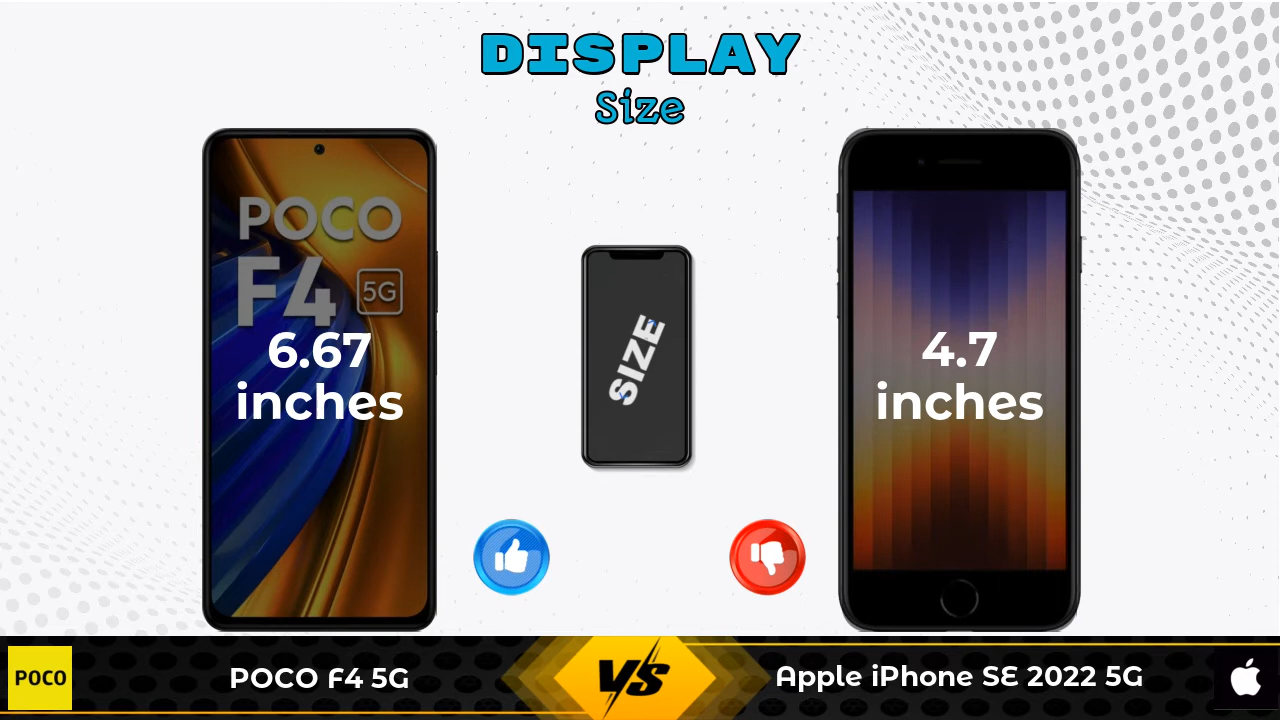 DISPLAY
Size
POCO
F4 5G
6.67
inches
SIZE
4.7
inches
POCO
POCO F4 5G
VS
Apple iPhone SE 2022 5G